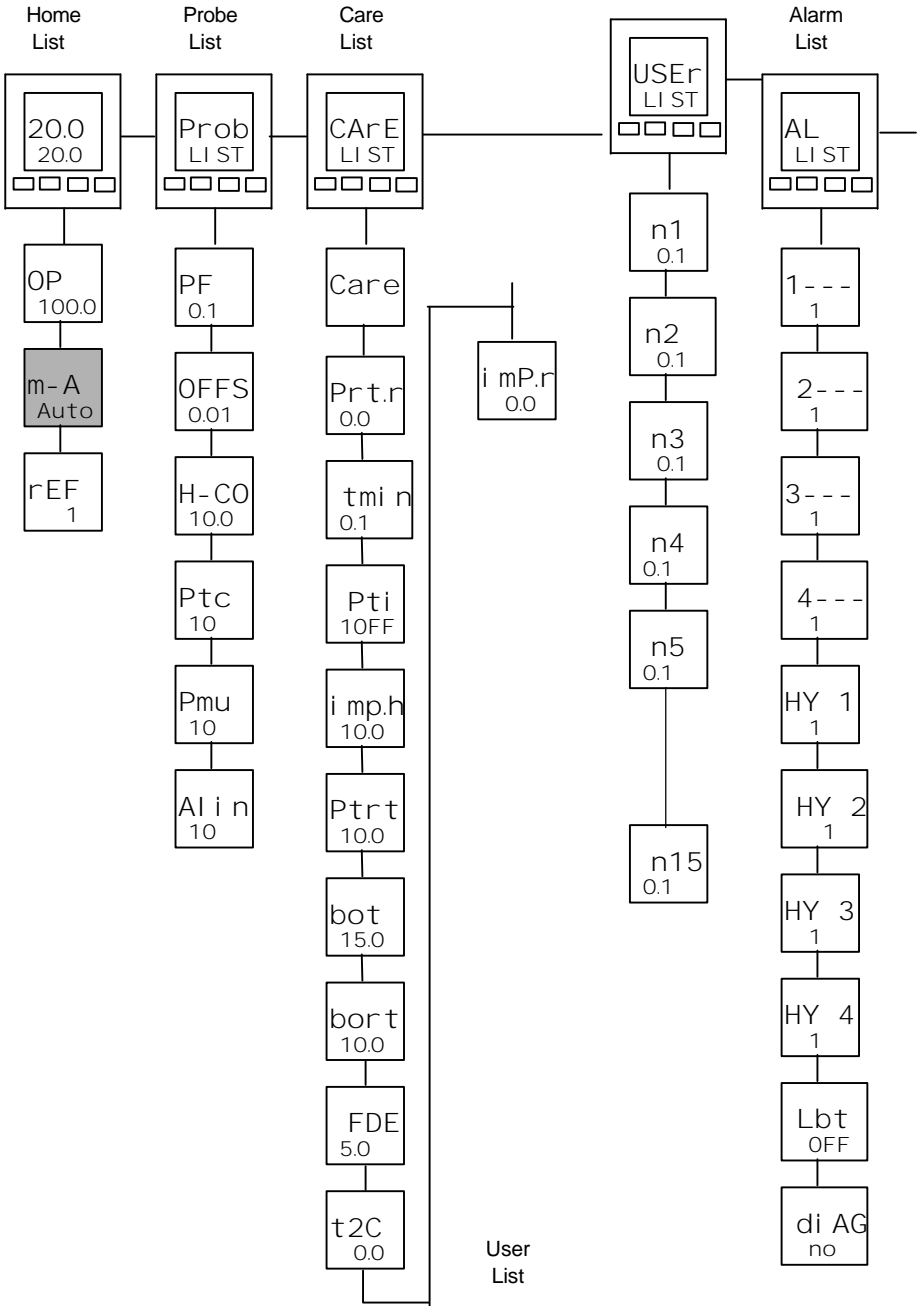 Home
List
20.0
20.0
OP
100.0
m-A
Auto
rEF
1
Probe
List
Prob
LIST
PF
0.1
OFFS
0.01
H-CO
10.0
Ptc
10
Pmu
10
AIin
10
Care
List
CArE
LIST
Care
Prt.r
0.0
tmin
0.1
Pti
10FF
imp.h
10.0
Ptrt
10.0
bot
15.0
bort
10.0
FDE
5.0
t2C
0.0
imP.r
0.0
User
List
USEr
LIST
n1
0.1
n2
0.1
n3
0.1
n4
0.1
n5
0.1
n15
0.1
Alarm
List
AL
LIST
1---
1
2---
1
3---
1
4---
1
HY 1
1
HY 2
1
HY 3
1
HY 4
1
Lbt
OFF
diAG
no